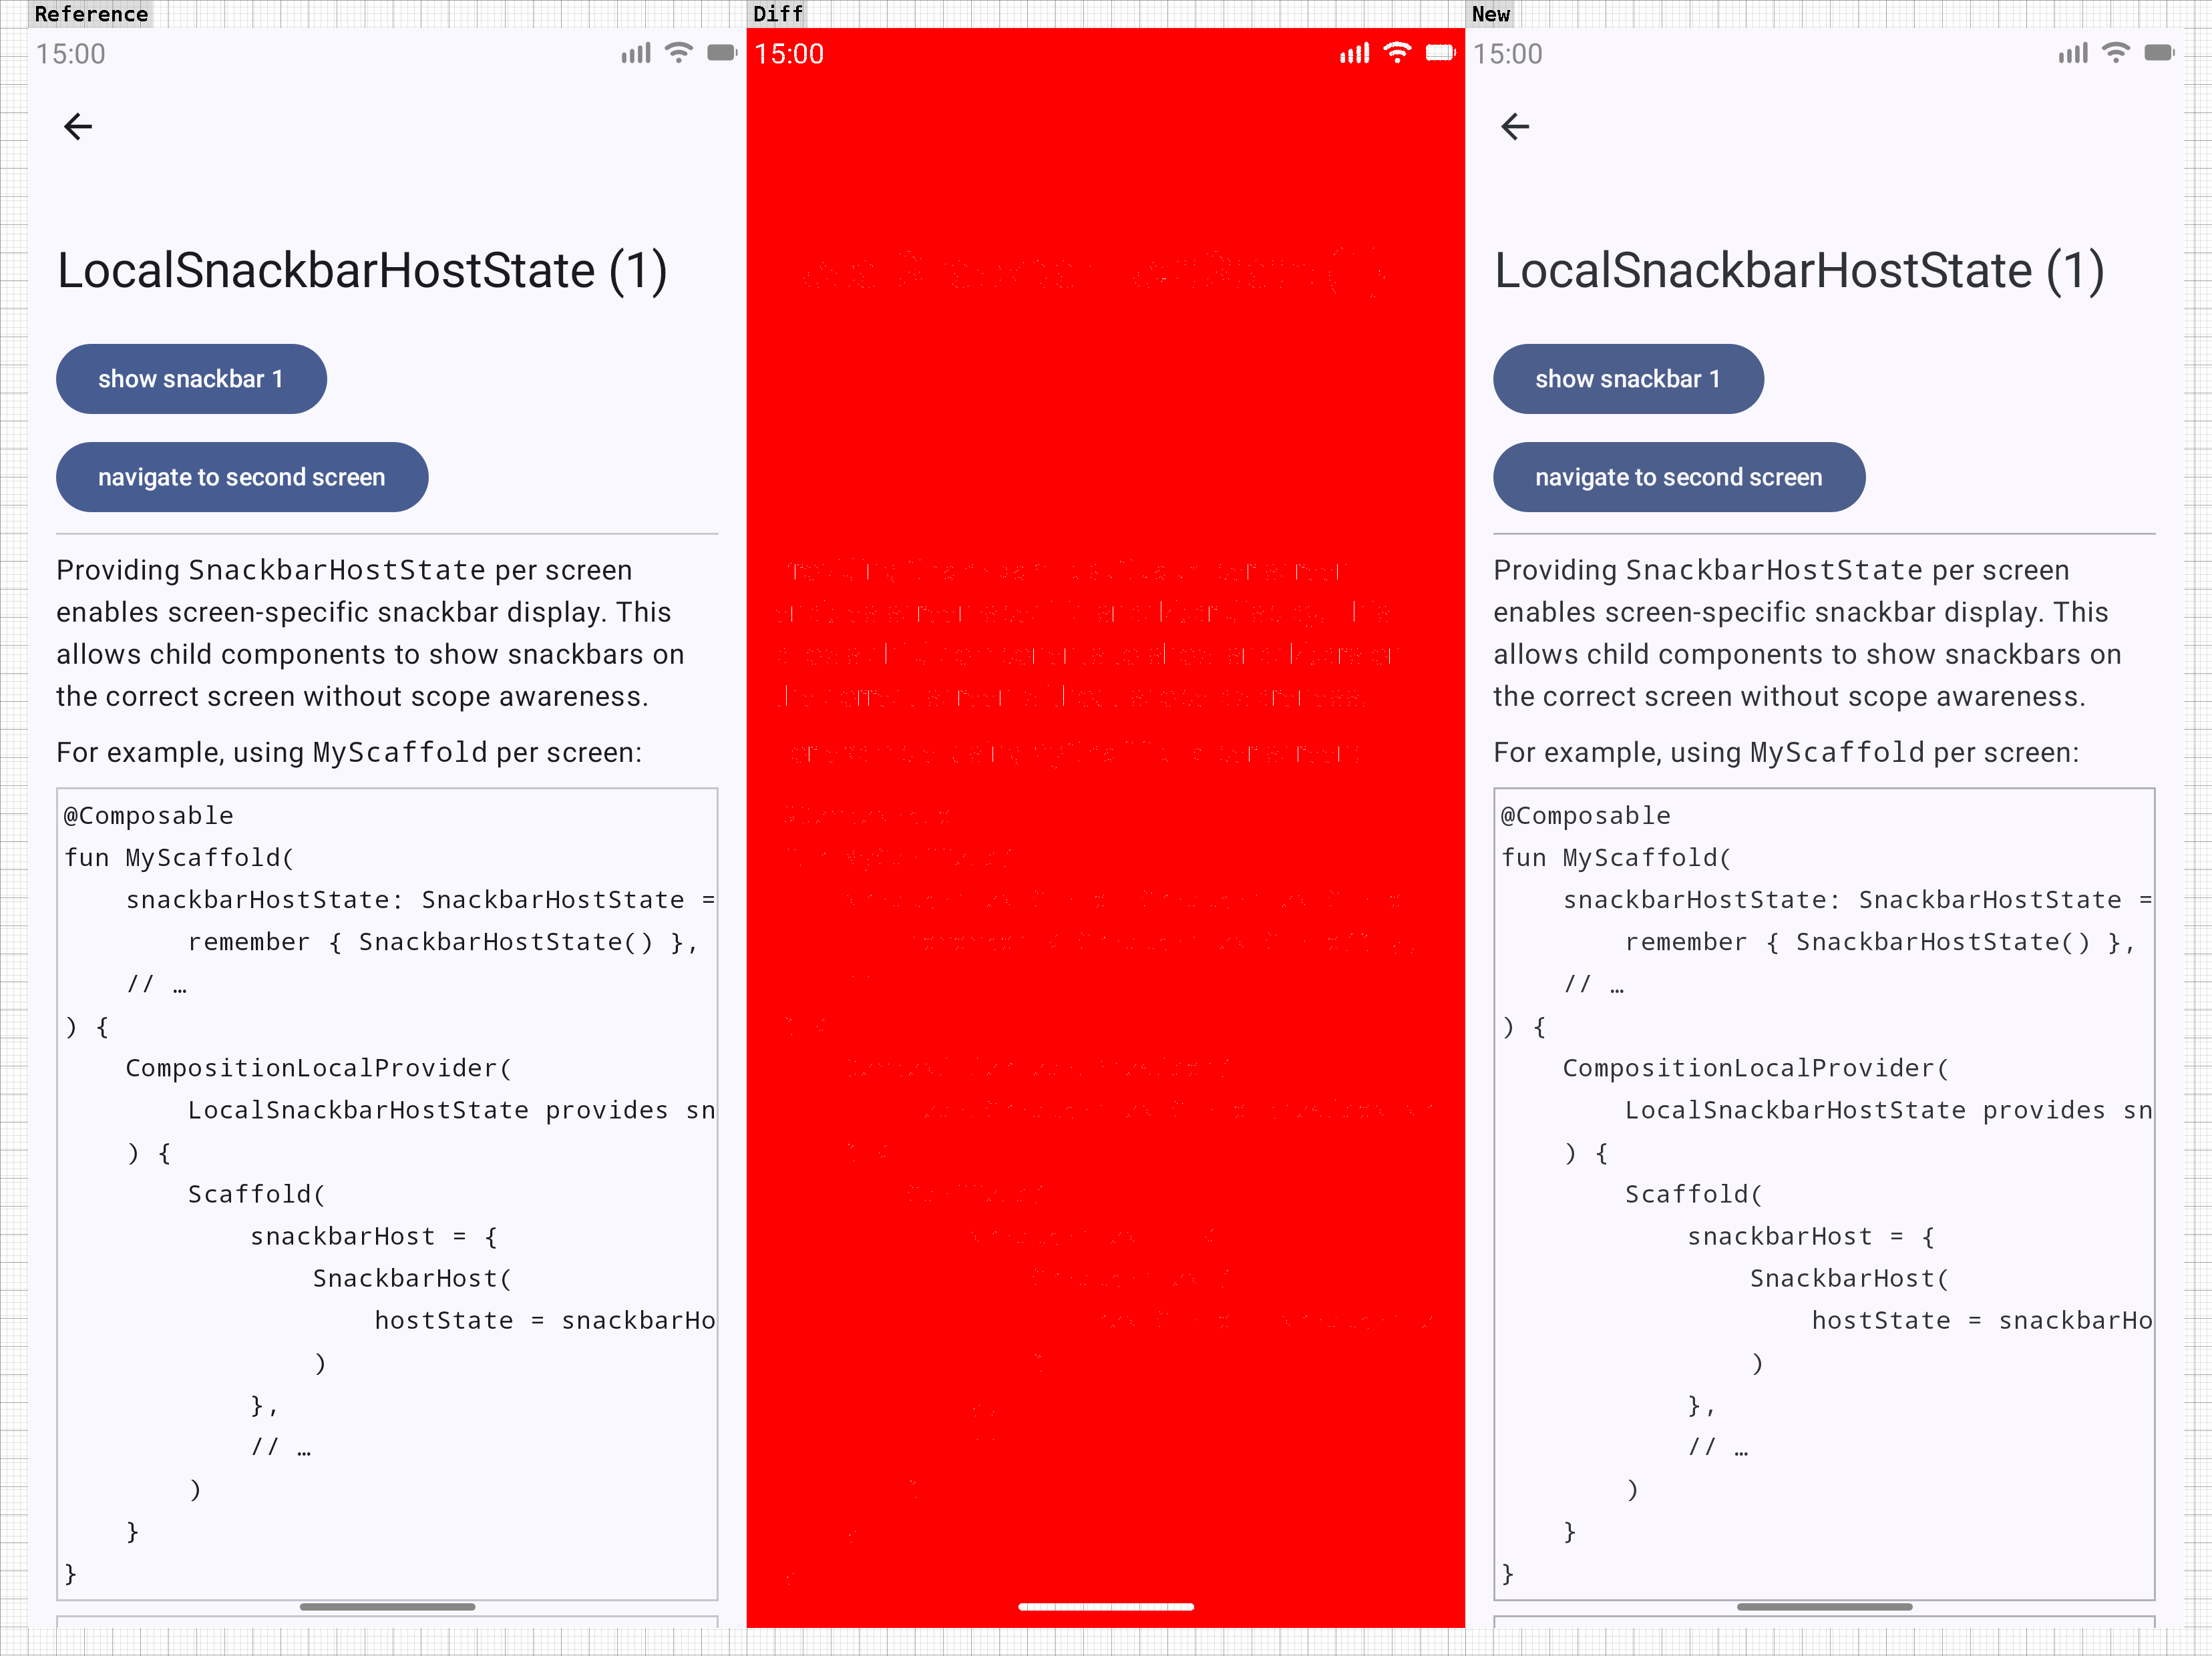 Reference
15:00
LocalSnackbarHostState (1)
show snackbar 1
navigate to second screen
Providing SnackbarHostState per screen
enables screen-specific snackbar display. This
allows child components to show snackbars on
the correct screen without scope awareness.
For example, using MyScaffold per screen:
@Composable
fun MyScaffold(
    snackbarHostState: SnackbarHostState =
        remember { SnackbarHostState() },
    // …
) {
    CompositionLocalProvider(
        LocalSnackbarHostState provides sn
    ) {
        Scaffold(
            snackbarHost = {
                SnackbarHost(
                    hostState = snackbarHo
                )
            },
            // …
        )
    }
}
Diff
15:00
New
15:00
LocalSnackbarHostState (1)
show snackbar 1
navigate to second screen
Providing SnackbarHostState per screen
enables screen-specific snackbar display. This
allows child components to show snackbars on
the correct screen without scope awareness.
For example, using MyScaffold per screen:
@Composable
fun MyScaffold(
    snackbarHostState: SnackbarHostState =
        remember { SnackbarHostState() },
    // …
) {
    CompositionLocalProvider(
        LocalSnackbarHostState provides sn
    ) {
        Scaffold(
            snackbarHost = {
                SnackbarHost(
                    hostState = snackbarHo
                )
            },
            // …
        )
    }
}